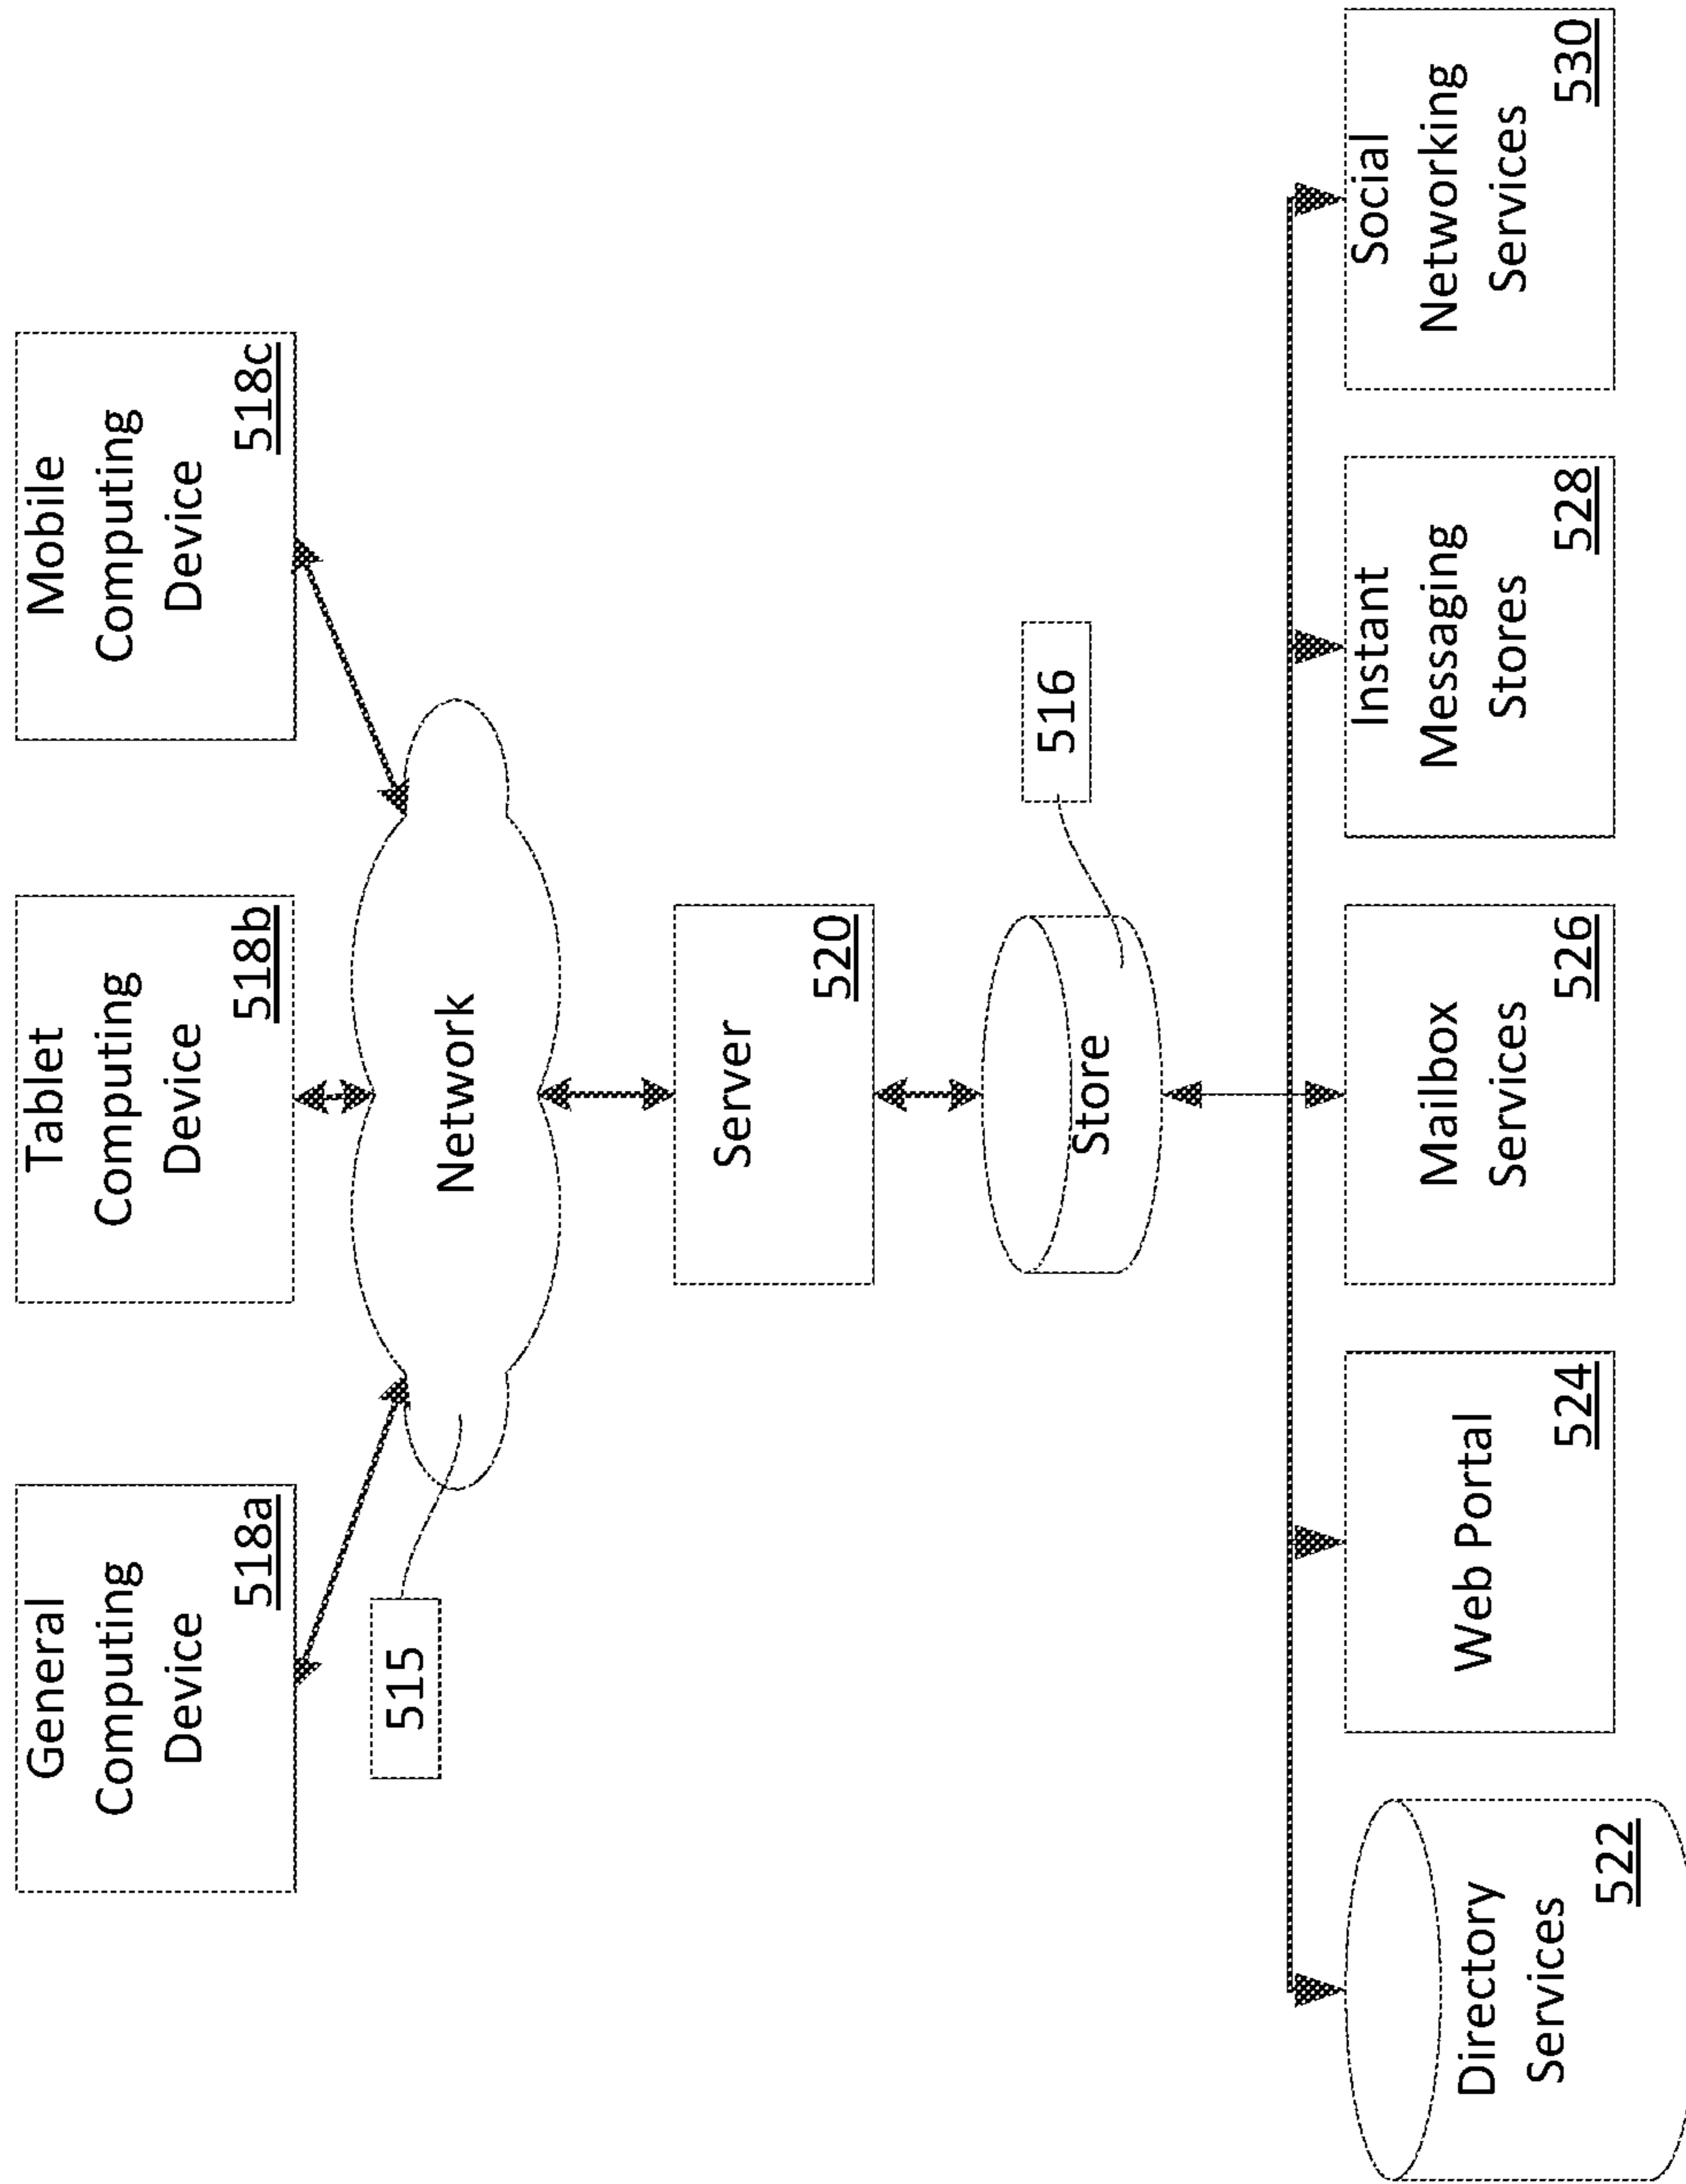 General
Computing
Device
518a
Tablet
Computing
Device
518b
Mobile
Computing
Device
518c
515
Network
Server
520
Store
516
Directory
Services
522
Web Portal
524
Mailbox
Services
526
Instant
Messaging
Stores
528
Social
Networking
Services
530